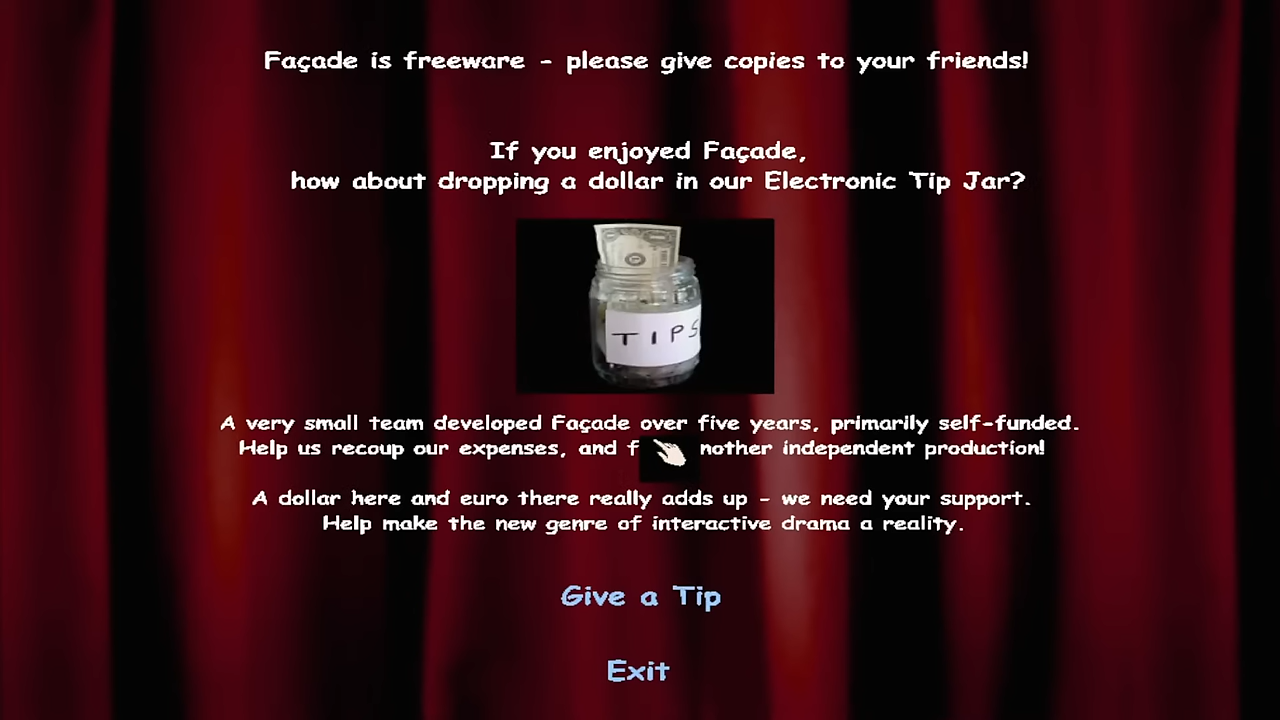 Façade is freeware - please give copies to your friends!
If you enjoyed Façade,
how about dropping a dollar in our Electronic Tip Jar?
TIPS
A very small team developed Façade over five years, primarily self-funded.
Help us recoup our expenses, and nother independent production!
A dollar here and euro there really adds up - we need your support.
Help make the new genre of interactive drama a reality.
Give a Tip
Exit